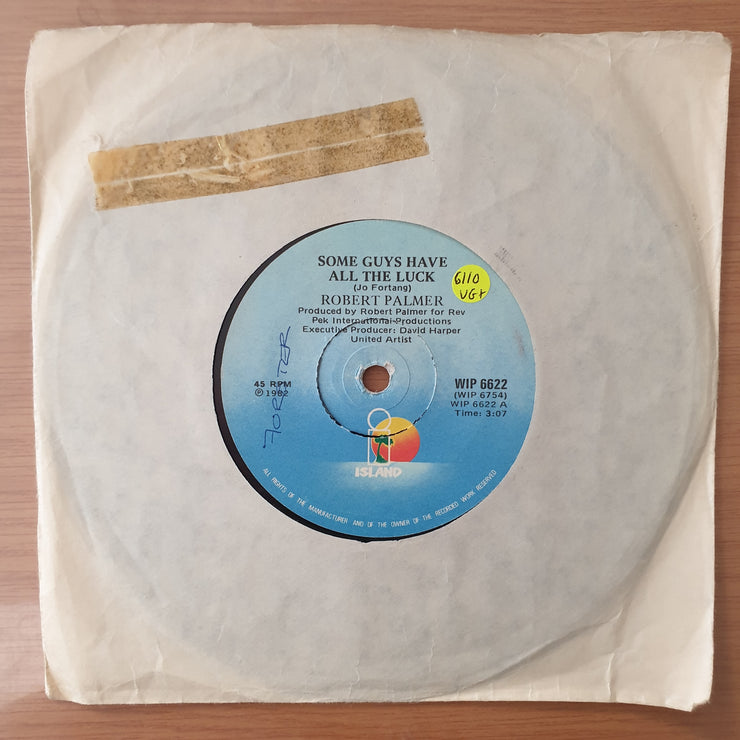 SOME GUYS HAVE
ALL THE LUCK
(Jo Fortang)
ROBERT PALMER
Produced by Robert Palmer for Rev
Pek International Productions
Executive Producer: David Harper
United Artist
6110
VG+
45 RPM
℗ 1982
WIP 6622
(WIP 6754)
WIP 6622 A
Time: 3:07
ISLAND
ALL RIGHTS OF THE MANUFACTURER AND OF THE OWNER OF THE RECORDED WORK RESERVED